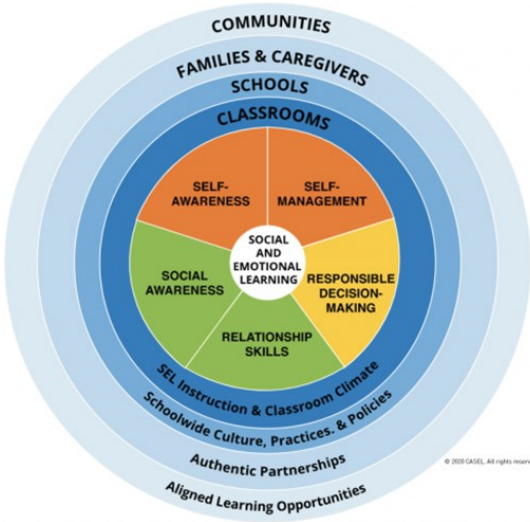 COMMUNITIES
FAMILIES & CAREGIVERS
SCHOOLS
CLASSROOMS
SELF-
AWARENESS
SELF-
MANAGEMENT
SOCIAL
AND
EMOTIONAL
LEARNING
SOCIAL
AWARENESS
RESPONSIBLE
DECISION-
MAKING
RELATIONSHIP
SKILLS
SEL Instruction & Classroom Climate
Schoolwide Culture, Practices. & Policies
Authentic Partnerships
Aligned Learning Opportunities
© 2020 CASEL. All rights reser